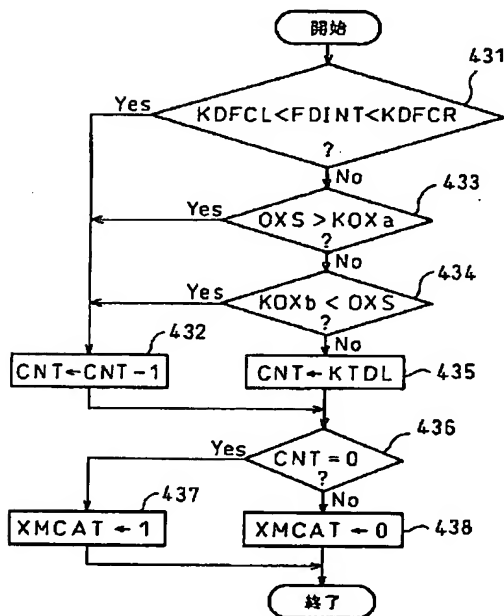 開始
431
Yes
KDFCL<FDINT<KDFCR
?
No
433
Yes
OXS>KOXa
?
No
434
Yes
KOXb<OXS
?
No
432
CNT←CNT-1
CNT←KTDL
435
436
Yes
CNT=0
?
No
437
XMCAT←1
XMCAT←0
438
終了